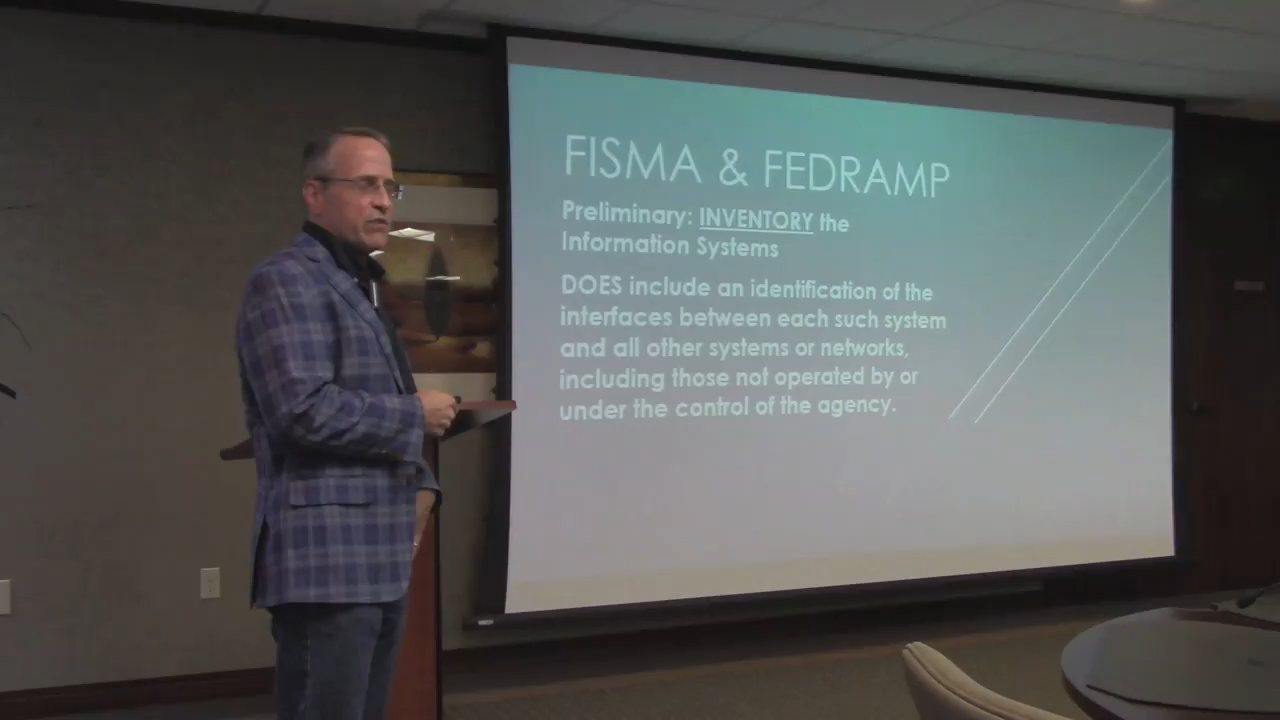 FISMA & FEDRAMP
Preliminary: INVENTORY the
Information Systems
DOES include an identification of the
interfaces between each such system
and all other systems or networks,
including those not operated by or
under the control of the agency.